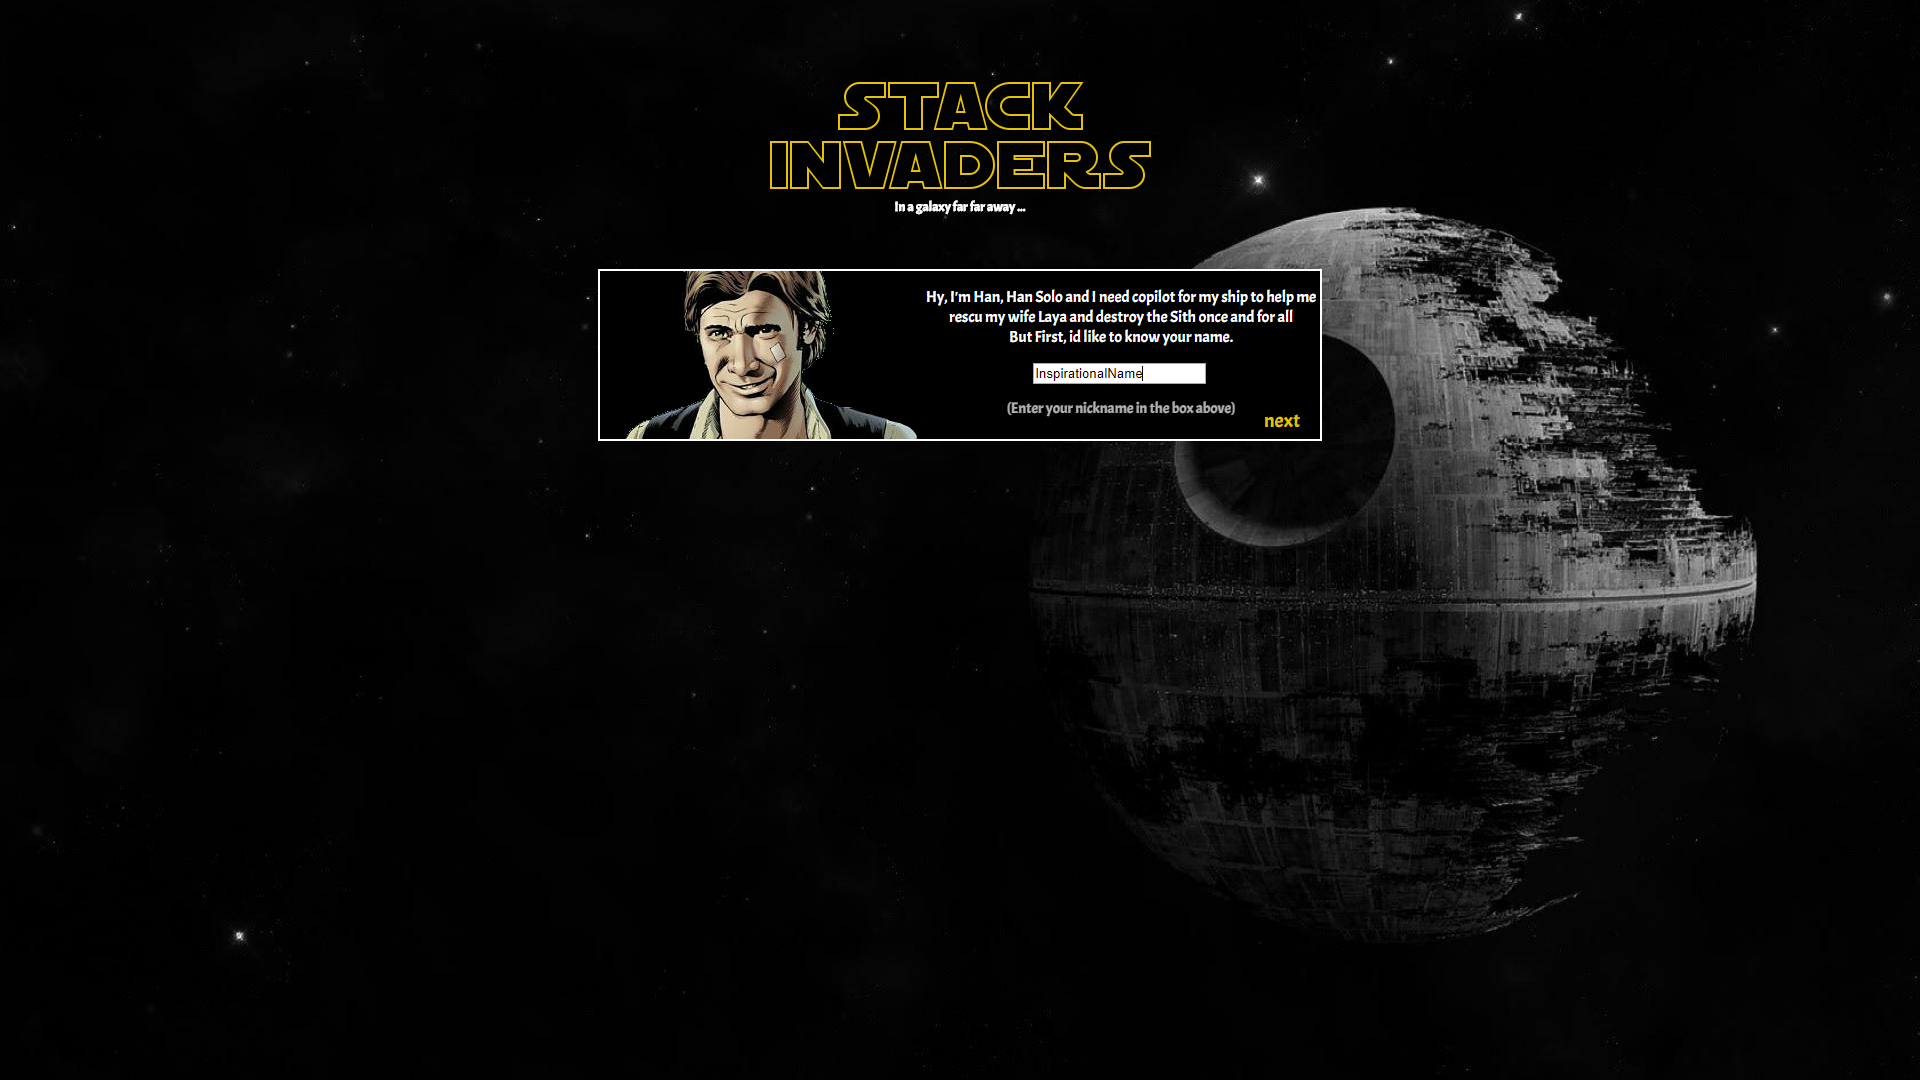 STACK
INVADERS
In a galaxy far far away ...
Hy, I'm Han, Han Solo and I need copilot for my ship to help me
rescu my wife Laya and destroy the Sith once and for all
But First, id like to know your name.
InspirationalName
(Enter your nickname in the box above)
next